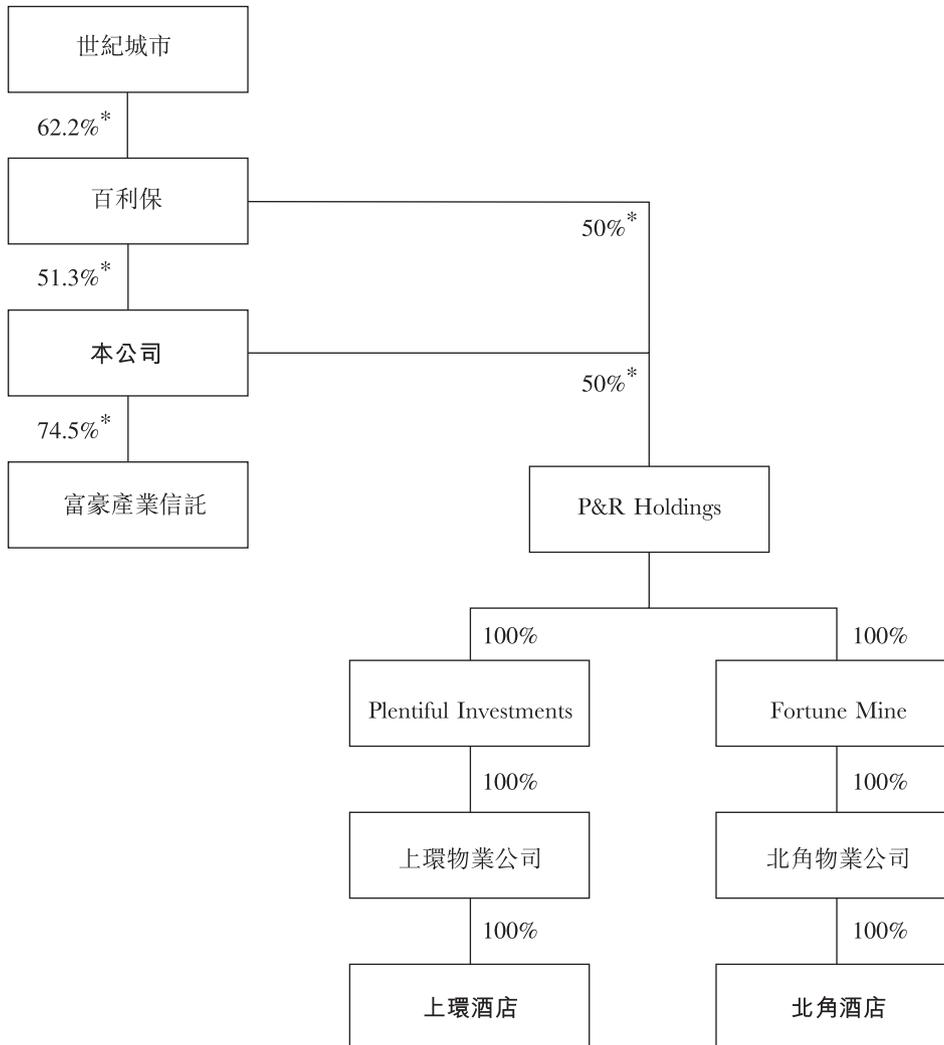 世紀城市
62.2%*
百利保
50%*
51.3%*
本公司
50%*
74.5%*
富豪產業信託
P&R Holdings
100%
100%
Plentiful Investments
Fortune Mine
100%
100%
上環物業公司
北角物業公司
100%
100%
上環酒店
北角酒店